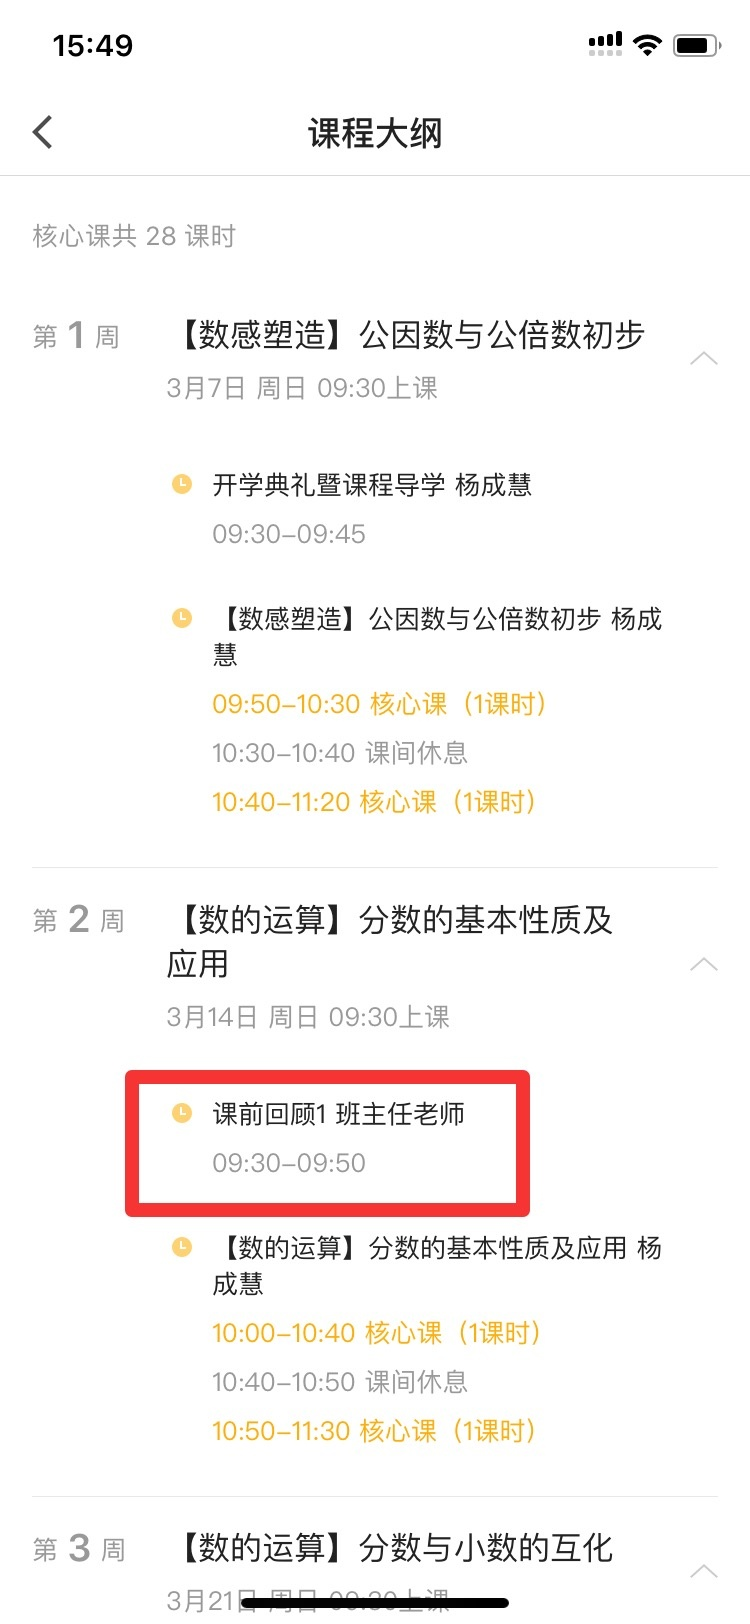 15:49
课程大纲
核心课共 28 课时
第 1 周
【数感塑造】公因数与公倍数初步
3月7日 周日 09:30上课
开学典礼暨课程导学 杨成慧
09:30–09:45
【数感塑造】公因数与公倍数初步 杨成
慧
09:50–10:30 核心课（1课时）
10:30–10:40 课间休息
10:40–11:20 核心课（1课时）
第 2 周
【数的运算】分数的基本性质及
应用
3月14日 周日 09:30上课
课前回顾1 班主任老师
09:30–09:50
【数的运算】分数的基本性质及应用 杨
成慧
10:00–10:40 核心课（1课时）
10:40–10:50 课间休息
10:50–11:30 核心课（1课时）
第 3 周
【数的运算】分数与小数的互化
3月21日 周日 09:30上课